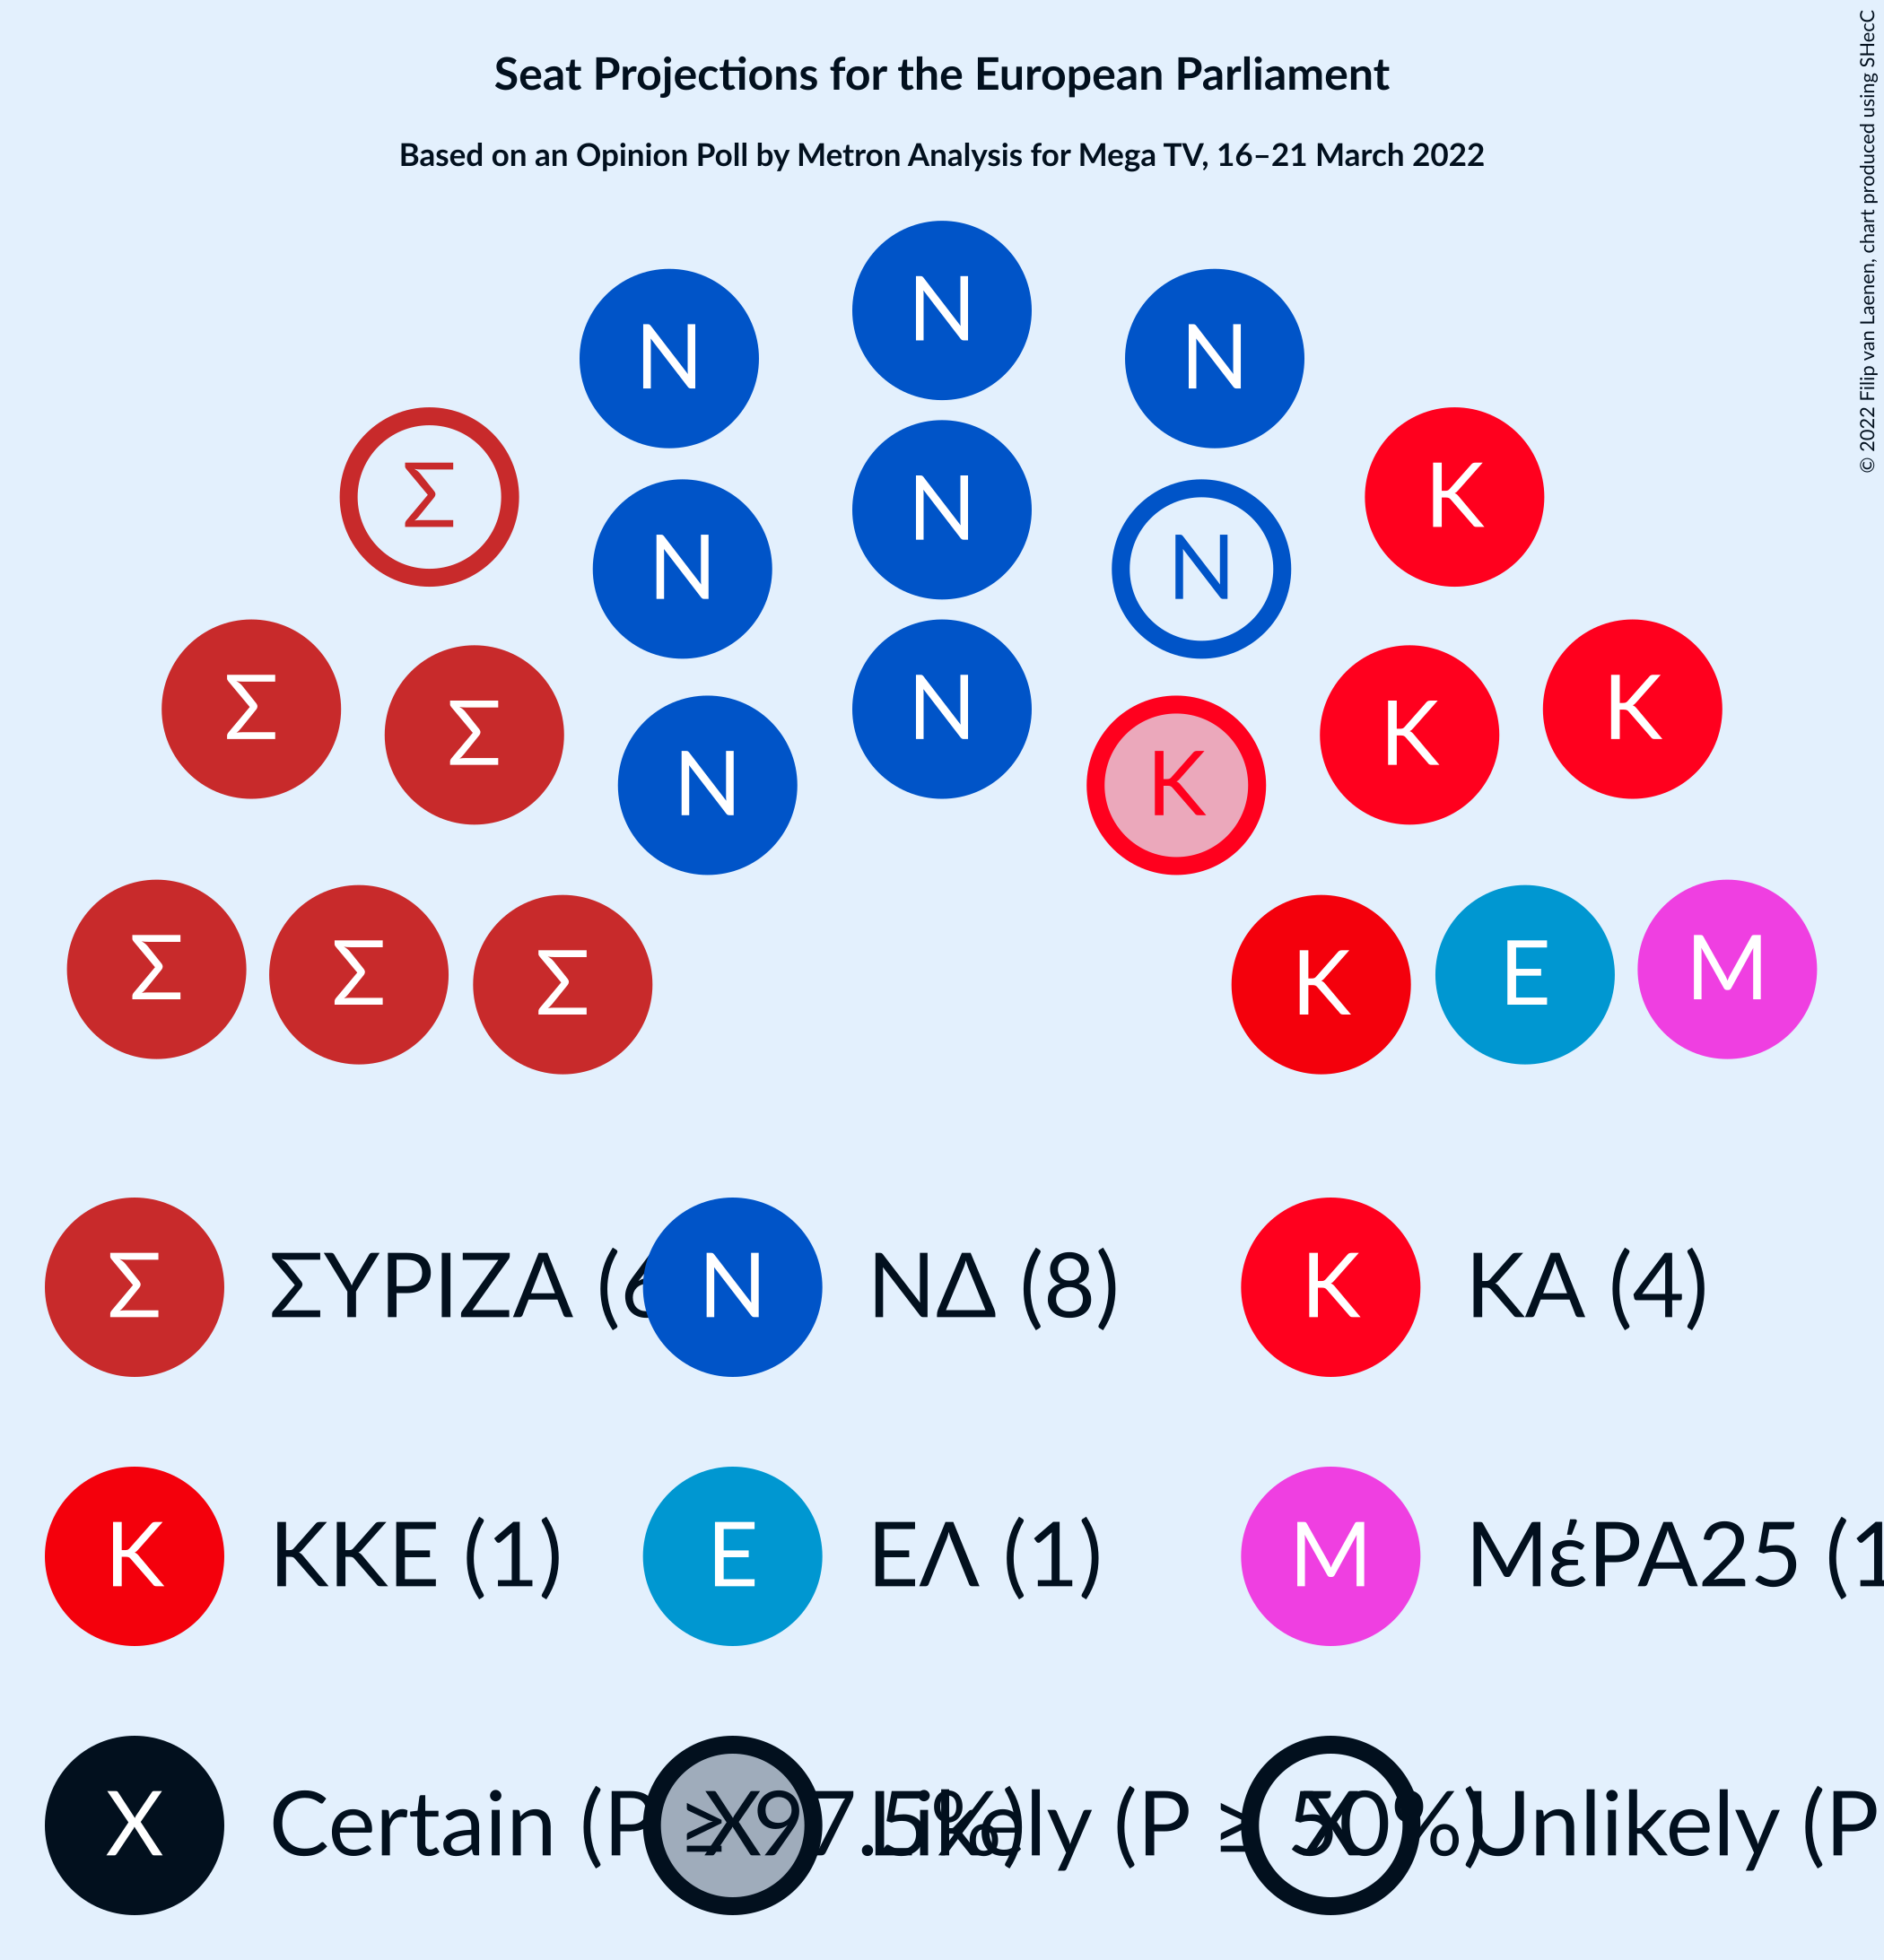 Seat Projections for the European Parliament
Based on an Opinion Poll by Metron Analysis for Mega TV, 16–21 March 2022
© 2022 Filip van Laenen, chart produced using SHecC
N
N N
Σ N K
N N
Σ Σ N K K
N K
Σ Σ Σ K E M
Σ ΣΥΡΙΖΑ (6 N ΝΔ (8) K ΚΑ (4)
K ΚΚΕ (1) E ΕΛ (1) M ΜέΡΑ25 (1
X Certain (P ≥ 97.5%) X Likely (P ≥ 50%) X Unlikely (P